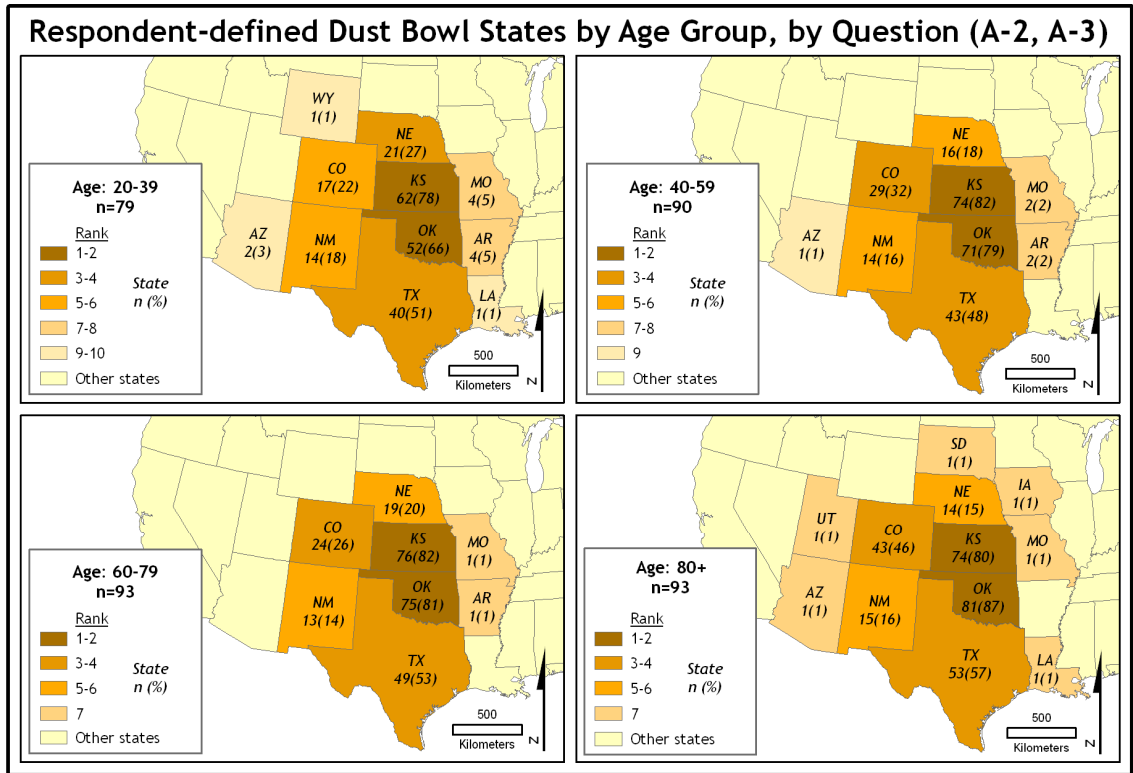 Respondent-defined Dust Bowl States by Age Group, by Question (A-2, A-3)
WY
1(1)
NE
21(27)
CO
17(22)
KS
62(78)
MO
4(5)
AZ
2(3)
NM
14(18)
OK
52(66)
AR
4(5)
TX
40(51)
LA
1(1)
Age: 20-39
n=79
Rank
1-2
3-4
5-6
7-8
9-10
Other states
State
n (%)
500
Kilometers
N
NE
16(18)
CO
29(32)
KS
74(82)
MO
2(2)
AZ
1(1)
NM
14(16)
OK
71(79)
AR
2(2)
TX
43(48)
Age: 40-59
n=90
Rank
1-2
3-4
5-6
7-8
9
Other states
State
n (%)
500
Kilometers
N
NE
19(20)
CO
24(26)
KS
76(82)
MO
1(1)
NM
13(14)
OK
75(81)
AR
1(1)
TX
49(53)
Age: 60-79
n=93
Rank
1-2
3-4
5-6
7
Other states
State
n (%)
500
Kilometers
N
SD
1(1)
NE
14(15)
IA
1(1)
UT
1(1)
CO
43(46)
KS
74(80)
MO
1(1)
AZ
1(1)
NM
15(16)
OK
81(87)
TX
53(57)
LA
1(1)
Age: 80+
n=93
Rank
1-2
3-4
5-6
7
Other states
State
n (%)
500
Kilometers
N